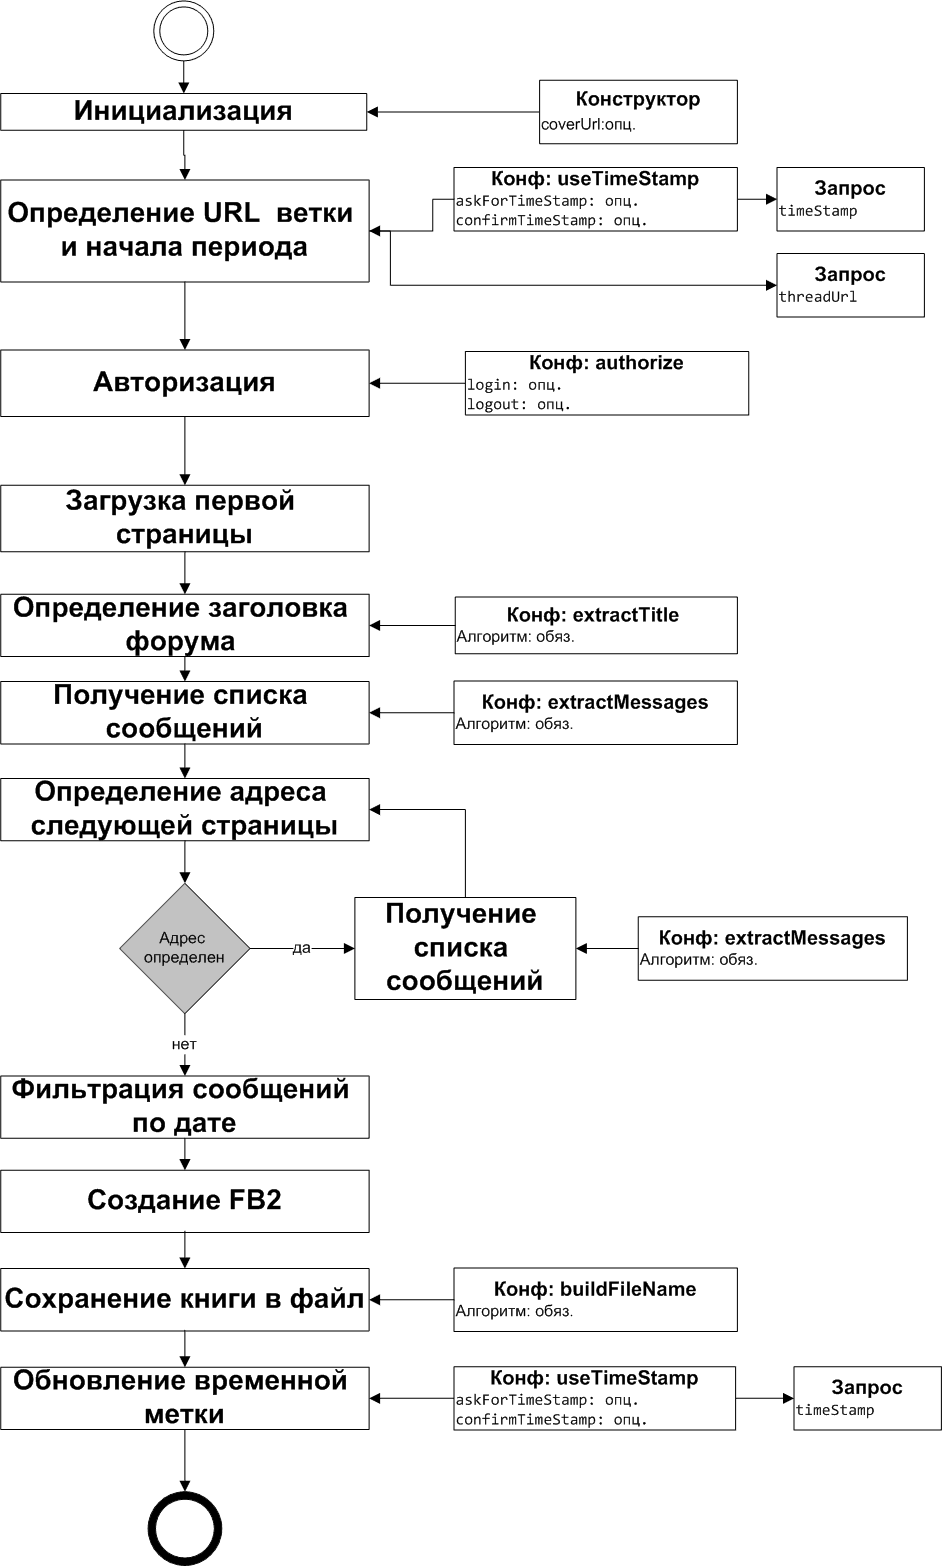 Инициализация
Конструктор
coverUrl:опц.
Определение URL ветки
и начала периода
Конф: useTimeStamp
askForTimeStamp: опц.
confirmTimeStamp: опц.
Запрос
timeStamp
Запрос
threadUrl
Авторизация
Конф: authorize
login: опц.
logout: опц.
Загрузка первой
страницы
Определение заголовка
форума
Конф: extractTitle
Алгоритм: обяз.
Получение списка
сообщений
Конф: extractMessages
Алгоритм: обяз.
Определение адреса
следующей страницы
Адрес
определен
да
Получение
списка
сообщений
Конф: extractMessages
Алгоритм: обяз.
нет
Фильтрация сообщений
по дате
Создание FB2
Сохранение книги в файл
Конф: buildFileName
Алгоритм: обяз.
Обновление временной
метки
Конф: useTimeStamp
askForTimeStamp: опц.
confirmTimeStamp: опц.
Запрос
timeStamp